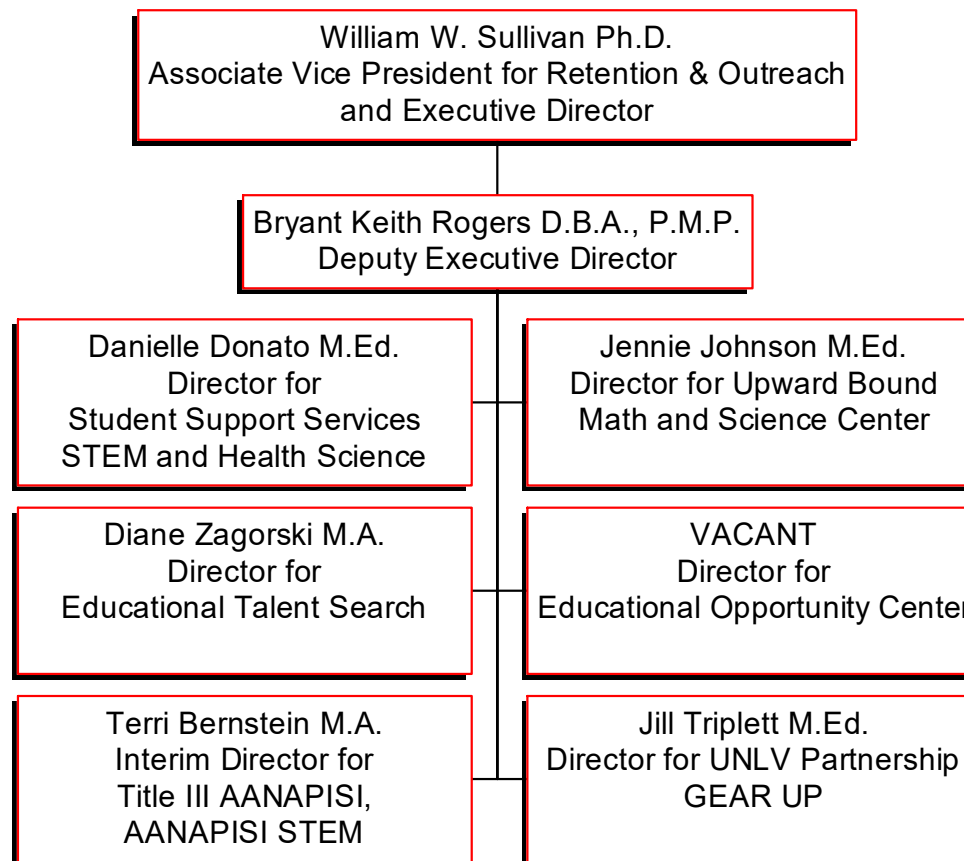 William W. Sullivan Ph.D.
Associate Vice President for Retention & Outreach
and Executive Director
Bryant Keith Rogers D.B.A., P.M.P.
Deputy Executive Director
Danielle Donato M.Ed.
Director for
Student Support Services
STEM and Health Science
Jennie Johnson M.Ed.
Director for Upward Bound
Math and Science Center
Diane Zagorski M.A.
Director for
Educational Talent Search
VACANT
Director for
Educational Opportunity Center
Terri Bernstein M.A.
Interim Director for
Title III AANAPISI,
AANAPISI STEM
Jill Triplett M.Ed.
Director for UNLV Partnership
GEAR UP